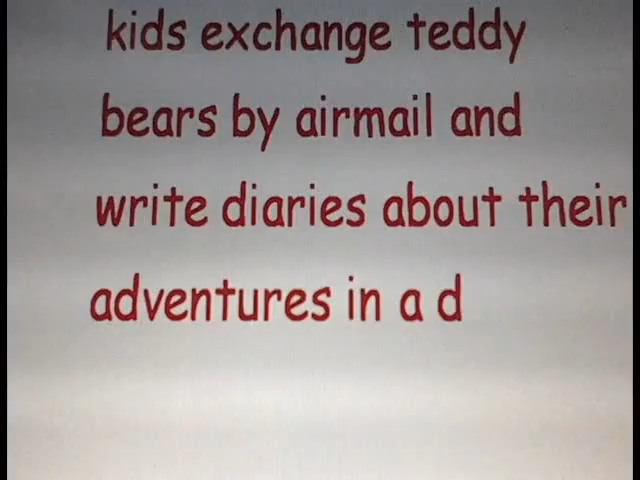 kids exchange teddy
bears by airmail and
write diaries about their
adventures in a d